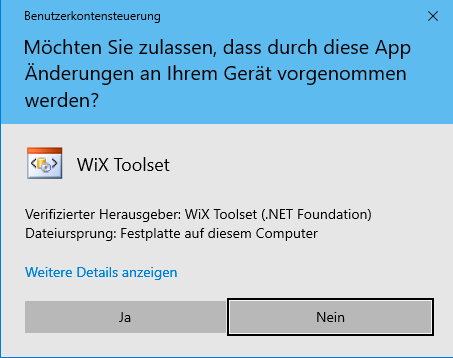 Benutzerkontensteuerung
Möchten Sie zulassen, dass durch diese App
Änderungen an Ihrem Gerät vorgenommen
werden?
WiX Toolset
Verifizierter Herausgeber: WiX Toolset (.NET Foundation)
Dateiursprung: Festplatte auf diesem Computer
Weitere Details anzeigen
Ja
Nein